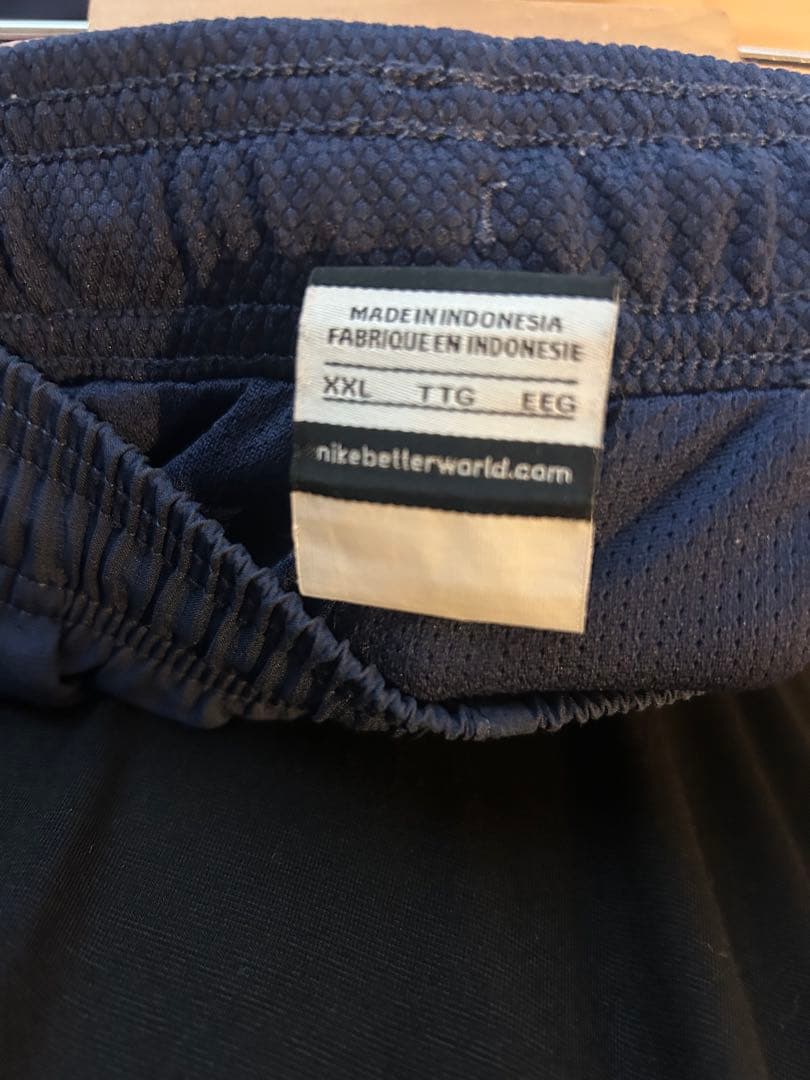 MADE IN INDONESIA
FABRIQUE EN INDONESIE
XXL TTG EEG
nikebetterworld.com